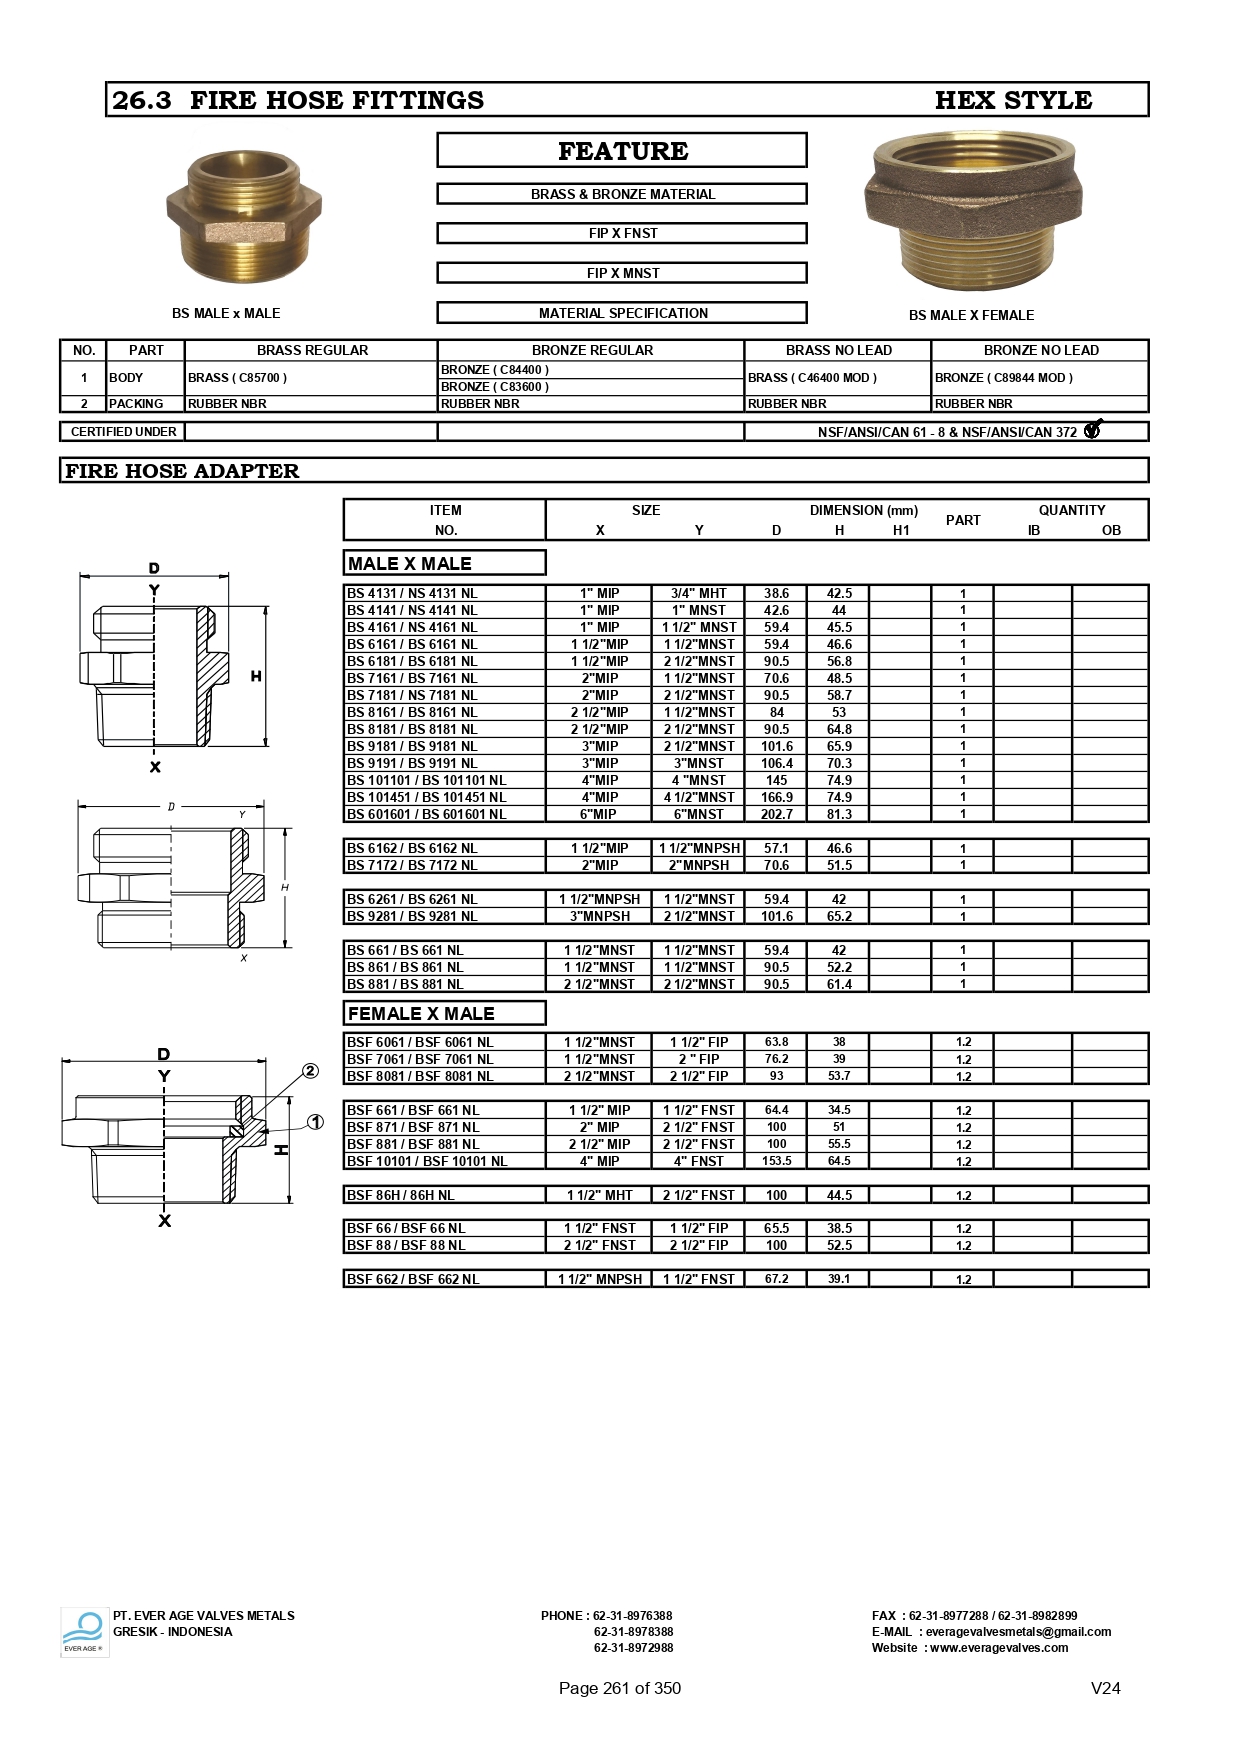 26.3 FIRE HOSE FITTINGS HEX STYLE
FEATURE
BRASS & BRONZE MATERIAL
FIP X FNST
FIP X MNST
BS MALE x MALE MATERIAL SPECIFICATION BS MALE X FEMALE
NO. PART BRASS REGULAR BRONZE REGULAR BRASS NO LEAD BRONZE NO LEAD
1 BODY BRASS ( C85700 ) BRONZE ( C84400 ) BRASS ( C46400 MOD ) BRONZE ( C89844 MOD )
BRONZE ( C83600 )
2 PACKING RUBBER NBR RUBBER NBR RUBBER NBR RUBBER NBR
CERTIFIED UNDER NSF/ANSI/CAN 61 - 8 & NSF/ANSI/CAN 372
FIRE HOSE ADAPTER
ITEM SIZE DIMENSION (mm) PART QUANTITY
NO. X Y D H H1 IB OB
MALE X MALE
BS 4131 / NS 4131 NL 1" MIP 3/4" MHT 38.6 42.5 1
BS 4141 / NS 4141 NL 1" MIP 1" MNST 42.6 44 1
BS 4161 / NS 4161 NL 1" MIP 1 1/2" MNST 59.4 45.5 1
BS 6161 / BS 6161 NL 1 1/2"MIP 1 1/2"MNST 59.4 46.6 1
BS 6181 / BS 6181 NL 1 1/2"MIP 2 1/2"MNST 90.5 56.8 1
BS 7161 / BS 7161 NL 2"MIP 1 1/2"MNST 70.6 48.5 1
BS 7181 / NS 7181 NL 2"MIP 2 1/2"MNST 90.5 58.7 1
BS 8161 / BS 8161 NL 2 1/2"MIP 1 1/2"MNST 84 53 1
BS 8181 / BS 8181 NL 2 1/2"MIP 2 1/2"MNST 90.5 64.8 1
BS 9181 / BS 9181 NL 3"MIP 2 1/2"MNST 101.6 65.9 1
BS 9191 / BS 9191 NL 3"MIP 3"MNST 106.4 70.3 1
BS 101101 / BS 101101 NL 4"MIP 4 "MNST 145 74.9 1
BS 101451 / BS 101451 NL 4"MIP 4 1/2"MNST 166.9 74.9 1
BS 601601 / BS 601601 NL 6"MIP 6"MNST 202.7 81.3 1
BS 6162 / BS 6162 NL 1 1/2"MIP 1 1/2"MNPSH 57.1 46.6 1
BS 7172 / BS 7172 NL 2"MIP 2"MNPSH 70.6 51.5 1
BS 6261 / BS 6261 NL 1 1/2"MNPSH 1 1/2"MNST 59.4 42 1
BS 9281 / BS 9281 NL 3"MNPSH 2 1/2"MNST 101.6 65.2 1
BS 661 / BS 661 NL 1 1/2"MNST 1 1/2"MNST 59.4 42 1
BS 861 / BS 861 NL 1 1/2"MNST 1 1/2"MNST 90.5 52.2 1
BS 881 / BS 881 NL 2 1/2"MNST 2 1/2"MNST 90.5 61.4 1
FEMALE X MALE
BSF 6061 / BSF 6061 NL 1 1/2"MNST 1 1/2" FIP 63.8 38 1.2
BSF 7061 / BSF 7061 NL 1 1/2"MNST 2 " FIP 76.2 39 1.2
BSF 8081 / BSF 8081 NL 2 1/2"MNST 2 1/2" FIP 93 53.7 1.2
BSF 661 / BSF 661 NL 1 1/2" MIP 1 1/2" FNST 64.4 34.5 1.2
BSF 871 / BSF 871 NL 2" MIP 2 1/2" FNST 100 51 1.2
BSF 881 / BSF 881 NL 2 1/2" MIP 2 1/2" FNST 100 55.5 1.2
BSF 10101 / BSF 10101 NL 4" MIP 4" FNST 153.5 64.5 1.2
BSF 86H / 86H NL 1 1/2" MHT 2 1/2" FNST 100 44.5 1.2
BSF 66 / BSF 66 NL 1 1/2" FNST 1 1/2" FIP 65.5 38.5 1.2
BSF 88 / BSF 88 NL 2 1/2" FNST 2 1/2" FIP 100 52.5 1.2
BSF 662 / BSF 662 NL 1 1/2" MNPSH 1 1/2" FNST 67.2 39.1 1.2
D
Y
H
X
D
Y
H
X
D
Y
2
1
H
X
PT. EVER AGE VALVES METALS PHONE : 62-31-8976388 FAX : 62-31-8977288 / 62-31-8982899
GRESIK - INDONESIA 62-31-8978388 E-MAIL : everagevalvesmetals@gmail.com
EVER AGE ® 62-31-8972988 Website : www.everagevalves.com
Page 261 of 350 V24